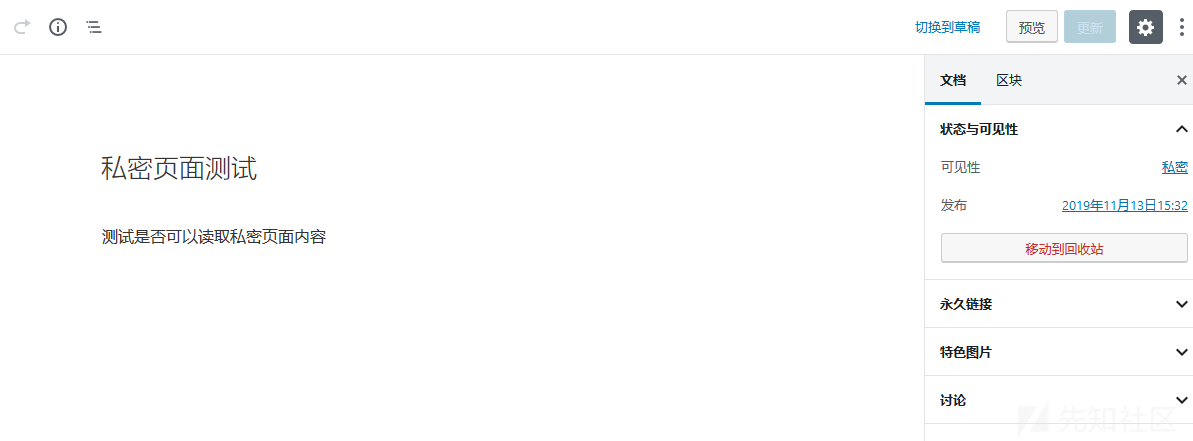 切换到草稿 预览 更新
文档 区块
私密页面测试
测试是否可以读取私密页面内容
状态与可见性
可见性 私密
发布 2019年11月13日15:32
移动到回收站
永久链接
特色图片
讨论
先知社区